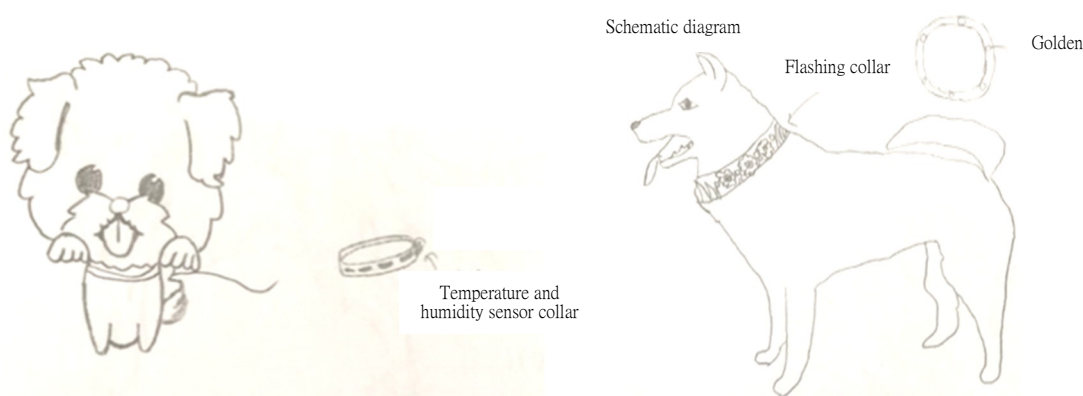 Temperature and
humidity sensor collar
Schematic diagram
Flashing collar
Golden